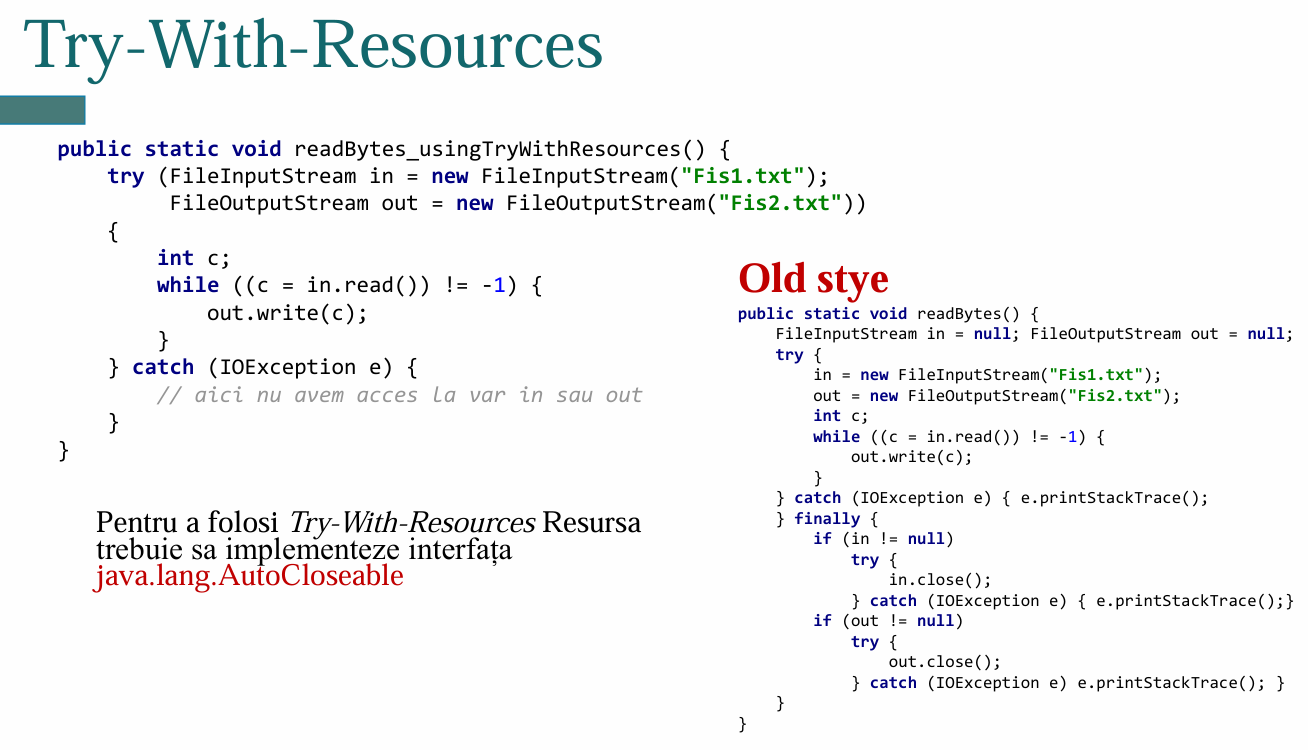 Try-With-Resources
public static void readBytes_usingTryWithResources() {
    try (FileInputStream in = new FileInputStream("Fis1.txt");
         FileOutputStream out = new FileOutputStream("Fis2.txt"))
    {
        int c;
        while ((c = in.read()) != -1) {
            out.write(c);
        }
    } catch (IOException e) {
        // aici nu avem acces la var in sau out
    }
}
Pentru a folosi Try-With-Resources Resursa
trebuie sa implementeze interfața
java.lang.AutoCloseable
Old stye
public static void readBytes() {
    FileInputStream in = null; FileOutputStream out = null;
    try {
        in = new FileInputStream("Fis1.txt");
        out = new FileOutputStream("Fis2.txt");
        int c;
        while ((c = in.read()) != -1) {
            out.write(c);
        }
    } catch (IOException e) { e.printStackTrace();
    } finally {
        if (in != null)
            try {
                in.close();
            } catch (IOException e) { e.printStackTrace();}
        if (out != null)
            try {
                out.close();
            } catch (IOException e) e.printStackTrace(); }
    }
}